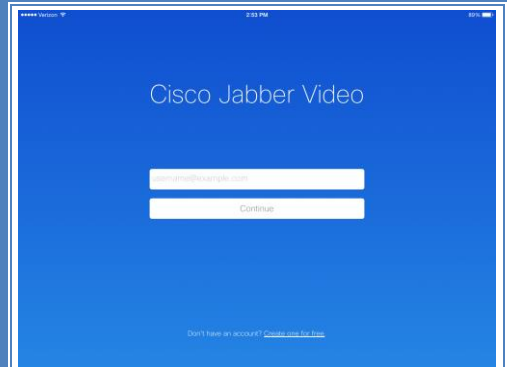 Verizon 2:53 PM 89%
Cisco Jabber Video
username@example.com
Continue
Don't have an account? Create one for free.